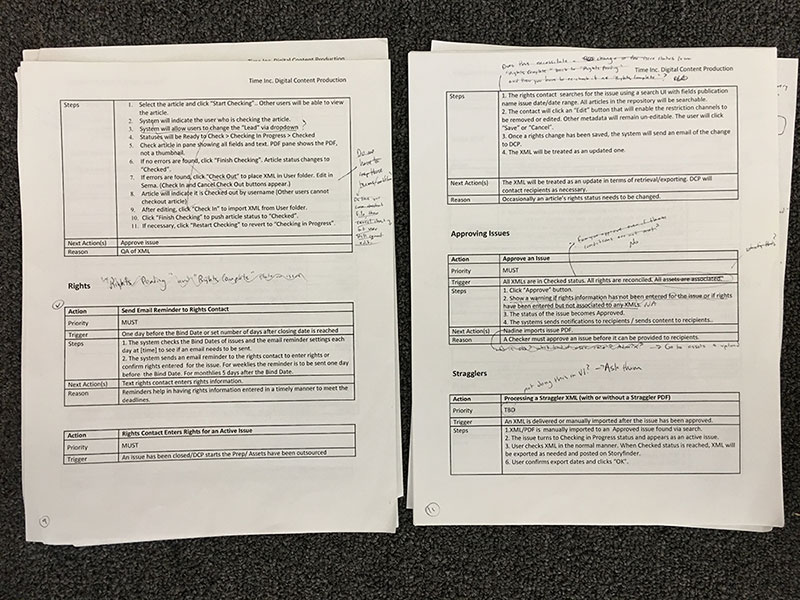 Time Inc. Digital Content Production
Steps
1. Select the article and click "Start Checking".. Other users will be able to view
the article.
2. System will indicate the user who is checking the article.
3. System will allow users to change the "Lead" via dropdown ?
4. Statuses will be Ready to Check > Checking in Progress > Checked
5. Check article in pane showing all fields and text. PDF pane shows the PDF,
not a thumbnail.
6. If no errors are found, click "Finish Checking". Article status changes to
"Checked".
7. If errors are found, click "Check Out" to place XML in User folder. Edit in
Sema. (Check In and Cancel Check Out buttons appear.)
8. Article will indicate it is Checked out by username (Other users cannot
checkout article)
9. After editing, click "Check In" to import XML from User folder.
10. Click "Finish Checking" to push article status to "Checked".
11. If necessary, click "Restart Checking" to revert to "Checking in Progress".
Next Action(s) Approve Issue
Reason QA of XML
Rights
"Rights Pending" and "Rights Complete"
Action Send Email Reminder to Rights Contact
Priority MUST
Trigger One day before the Bind Date or set number of days after closing date is reached
Steps 1. The system checks the Bind Dates of issues and the email reminder settings each
day at [time] to see if an email needs to be sent.
2. The system sends an email reminder to the rights contact to enter rights or
confirm rights entered for the issue. For weeklies the reminder is to be sent one day
before the Bind Date. For monthlies 5 days after the Bind Date.
Next Action(s) Text rights contact enters rights information.
Reason Reminders help in having rights information entered in a timely manner to meet the
deadlines.
Action Rights Contact Enters Rights for an Active Issue
Priority MUST
Trigger An issue has been closed/DCP starts the Prep/ Assets have been outsourced
9
"Rights Complete" back to "Rights Pending"
Time Inc. Digital Content Production
Steps 1. The rights contact searches for the issue using a search UI with fields publication
name issue date/date range. All articles in the repository will be searchable.
2. The contact will click an "Edit" button that will enable the restriction channels to
be removed or edited. Other metadata will remain un-editable. The user will click
"Save" or "Cancel".
3. Once a rights change has been saved, the system will send an email of the change
to DCP.
4. The XML will be treated as an updated one.
Next Action(s) The XML will be treated as an update in terms of retrieval/exporting. DCP will
contact recipients as necessary.
Reason Occasionally an article's rights status needs to be changed.
Approving Issues
No
Action Approve an Issue
Priority MUST
Trigger All XMLs are in Checked status. All rights are reconciled. All assets are associated.
Steps 1. Click "Approve" button.
2. Show a warning if rights information has not been entered for the issue or if rights
have been entered but not associated to any XMLs. NA
3. The status of the issue becomes Approved.
4. The systems sends notifications to recipients / sends content to recipients..
Next Action(s) Nadine imports issue PDF.
Reason A Checker must approve an issue before it can be provided to recipients.
Stragglers
not doing this in V1? → Ask
Action Processing a Straggler XML (with or without a Straggler PDF)
Priority TBD
Trigger An XML is delivered or manually imported after the issue has been approved.
Steps 1.XML/PDF is manually imported to an Approved issue found via search.
2. The issue turns to Checking in Progress status and appears as an active issue.
3. User checks XML in the normal manner. When Checked status is reached, XML will
be exported as needed and posted on Storyfinder.
6. User confirms export dates and clicks "OK".
11